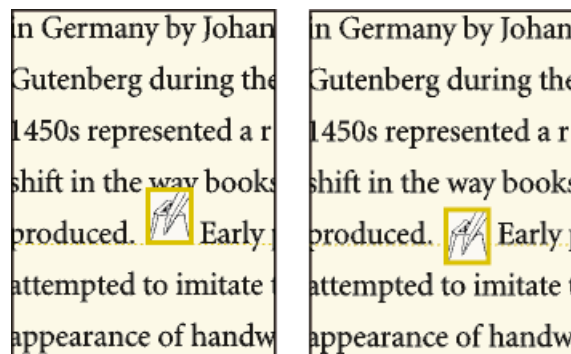 in Germany by Johan
Gutenberg during the
1450s represented a r
shift in the way books
produced. Early
attempted to imitate t
appearance of handw
in Germany by Johan
Gutenberg during the
1450s represented a r
shift in the way books
produced. Early
attempted to imitate
appearance of handw